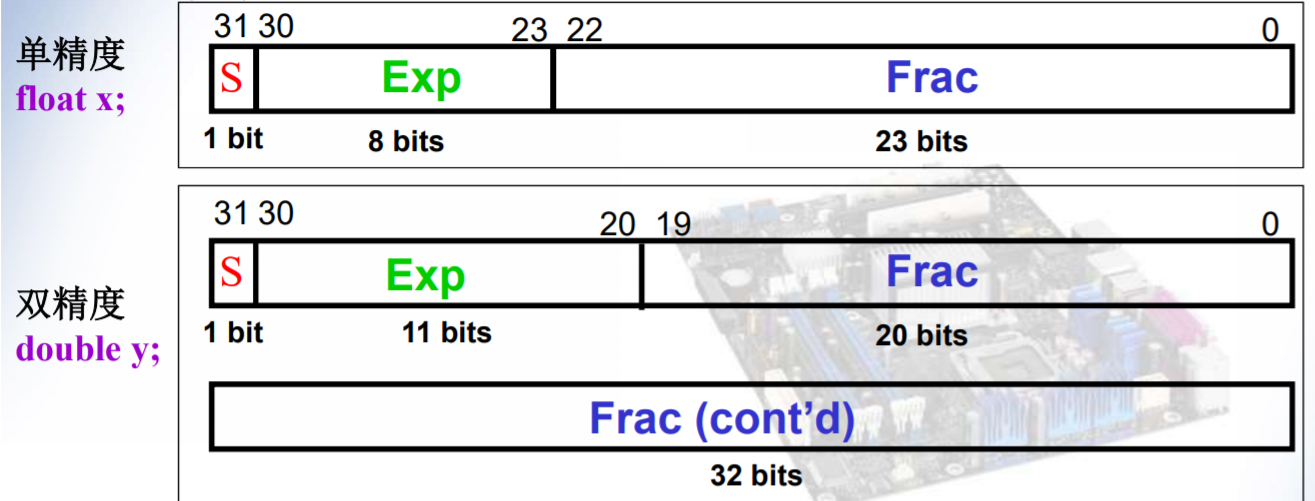 31 30 23 22 0
单精度
float x;
S Exp Frac
1 bit 8 bits 23 bits
31 30 20 19 0
S Exp Frac
双精度
double y;
1 bit 11 bits 20 bits
Frac (cont’d)
32 bits